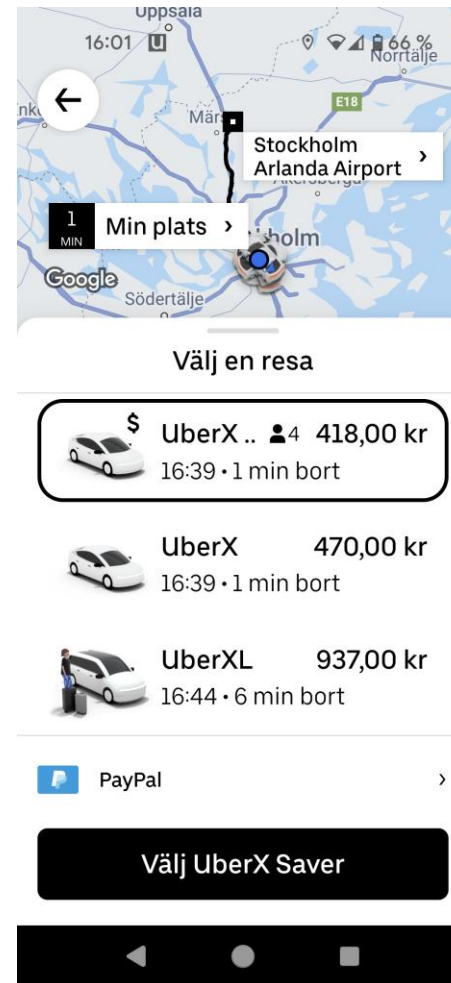 Uppsala
16:01
66 %
Norrtälje
E18
Mär
Stockholm
Arlanda Airport ›
1
MIN
Min plats ›
holm
Google
Södertälje
Välj en resa
$
UberX .. 4 418,00 kr
16:39 • 1 min bort
UberX 470,00 kr
16:39 • 1 min bort
UberXL 937,00 kr
16:44 • 6 min bort
PayPal ›
Välj UberX Saver